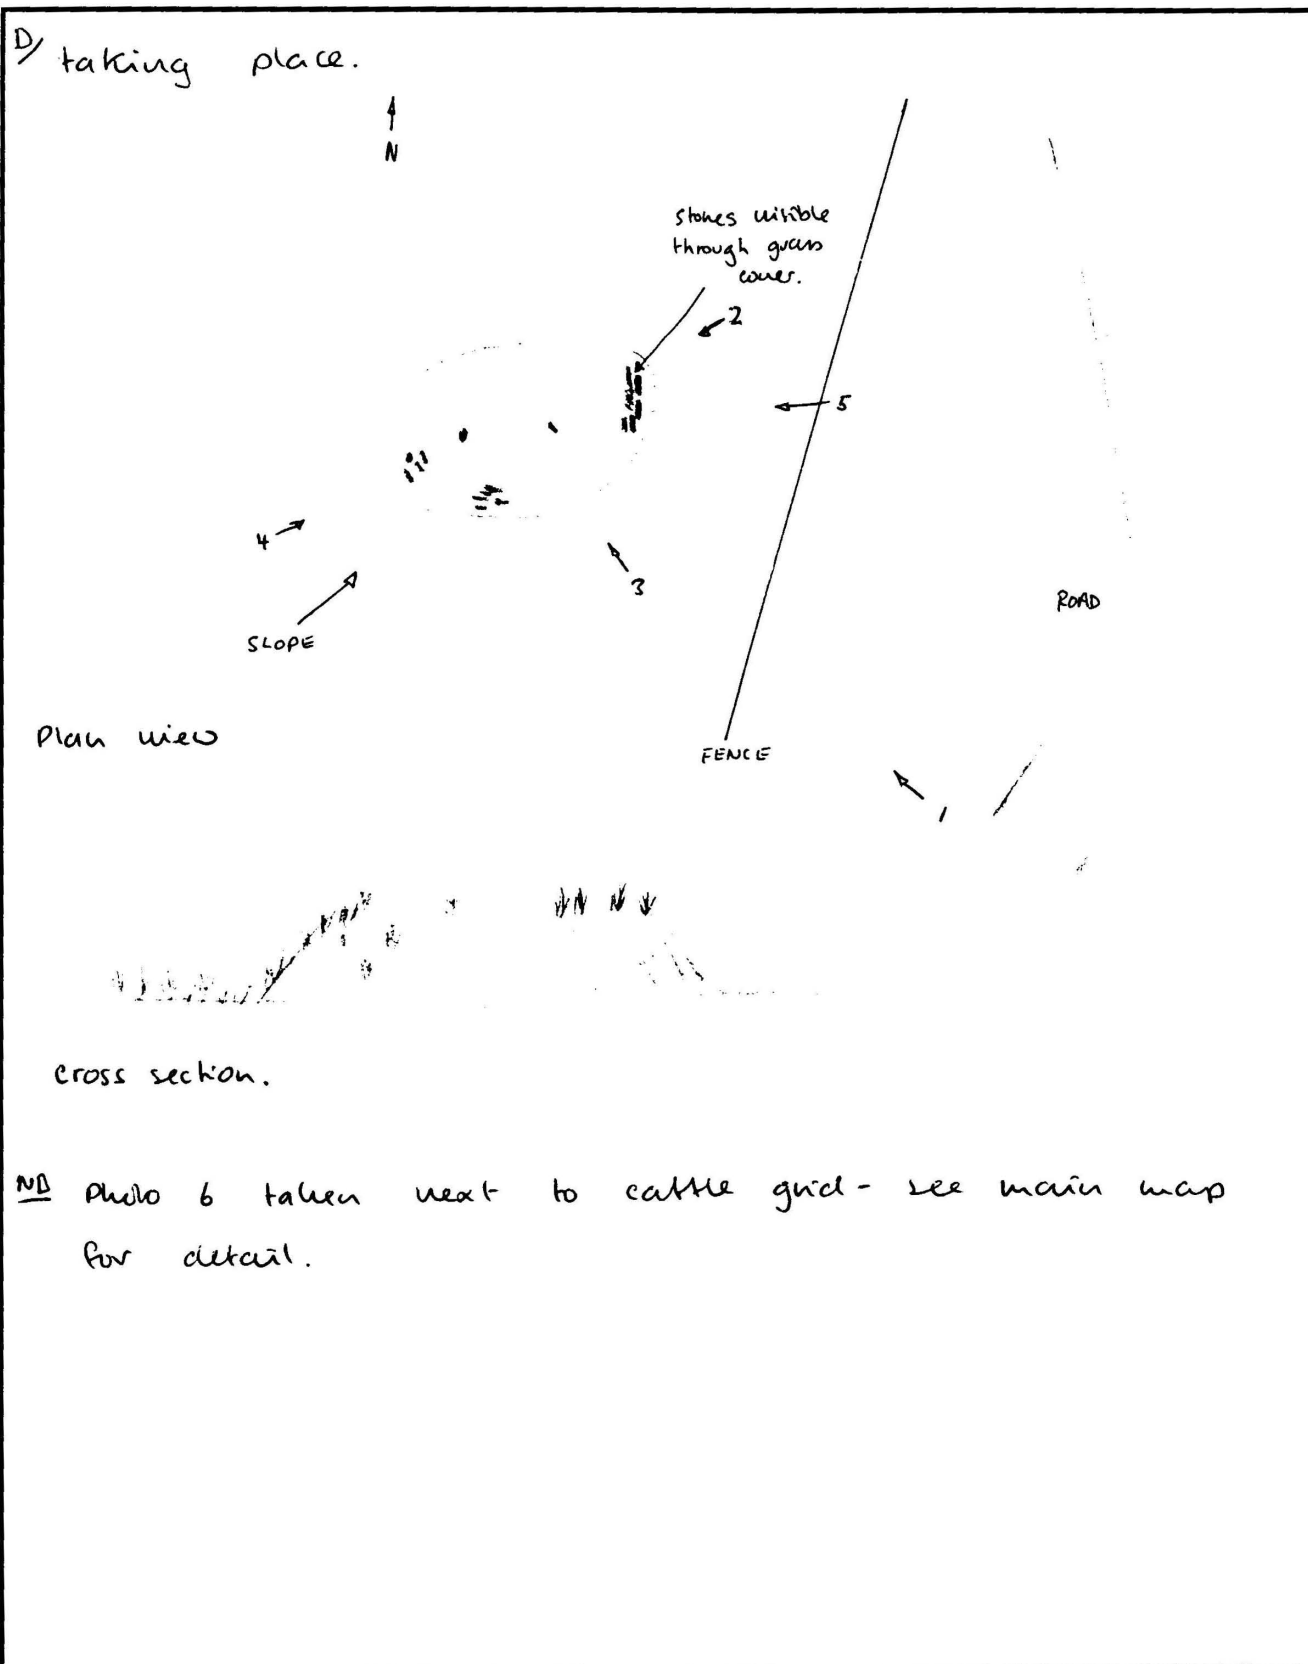 D/ taking place.
N
stones visible
through grass
cover.
2
5
4
3
SLOPE
ROAD
Plan view
FENCE
1
cross section.
NB Photo 6 taken next to cattle grid - see main map
for detail.